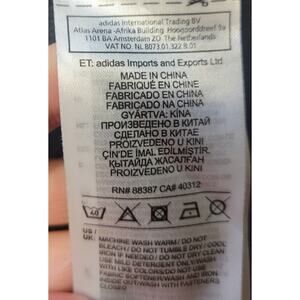 adidas International Trading BV
Atlas Arena -Afrika Building Hoogoorddreef 9a
1101 BA Amsterdam ZO The Netherlands
VAT NO. NL 8073.01.322.B.01
ET: adidas Imports and Exports Ltd
MADE IN CHINA
FABRIQUÉ EN CHINE
FABRICADO EN CHINA
FABRICADO NA CHINA
GYÁRTVA: KÍNA
ПРОИЗВЕДЕНО В КИТАЙ
СДЕЛАНО В КИТАЕ
PROIZVEDENO U KINI
ÇIN'DE İMAL EDİLMİŞTİR.
ҚЫТАЙДА ЖАСАЛҒАН
PROIZVEDENO U KINI
RN# 88387 CA# 40312
40
US:
UK: MACHINE WASH WARM / DO NOT
BLEACH / DO NOT TUMBLE DRY / COOL
IRON IF NEEDED / DO NOT DRY CLEAN
USE MILD DETERGENT ONLY/WASH
WITH LIKE COLORS/DO NOT USE
FABRIC SOFTENER/WASH AND IRON
INSIDE OUT/WASH WITH FASTENERS
CLOSED